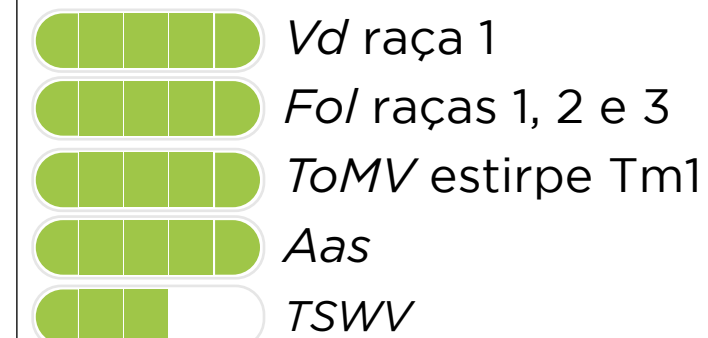 Vd raça 1
Fol raças 1, 2 e 3
ToMV estirpe Tm1
Aas
TSWV